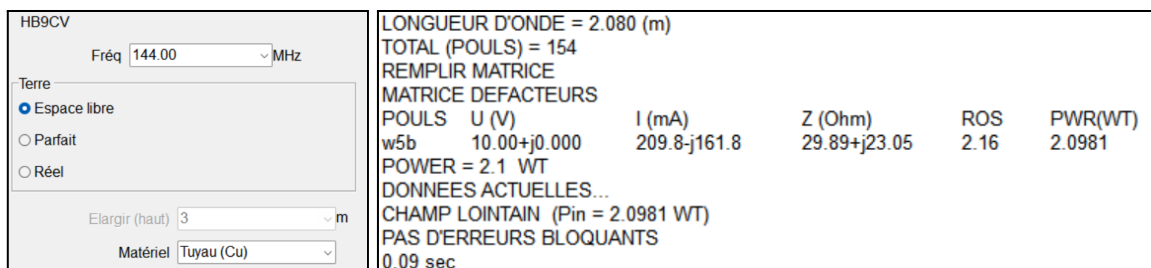 HB9CV
Fréq 144.00 MHz
Terre
Espace libre
Parfait
Réel
Elargir (haut) 3 m
Matériel Tuyau (Cu)
LONGUEUR D'ONDE = 2.080 (m)
TOTAL (POULS) = 154
REMPLIR MATRICE
MATRICE DEFACTEURS
POULS U (V) I (mA) Z (Ohm) ROS PWR(WT)
w5b 10.00+j0.000 209.8-j161.8 29.89+j23.05 2.16 2.0981
POWER = 2.1 WT
DONNEES ACTUELLES...
CHAMP LOINTAIN (Pin = 2.0981 WT)
PAS D'ERREURS BLOQUANTS
0.09 sec